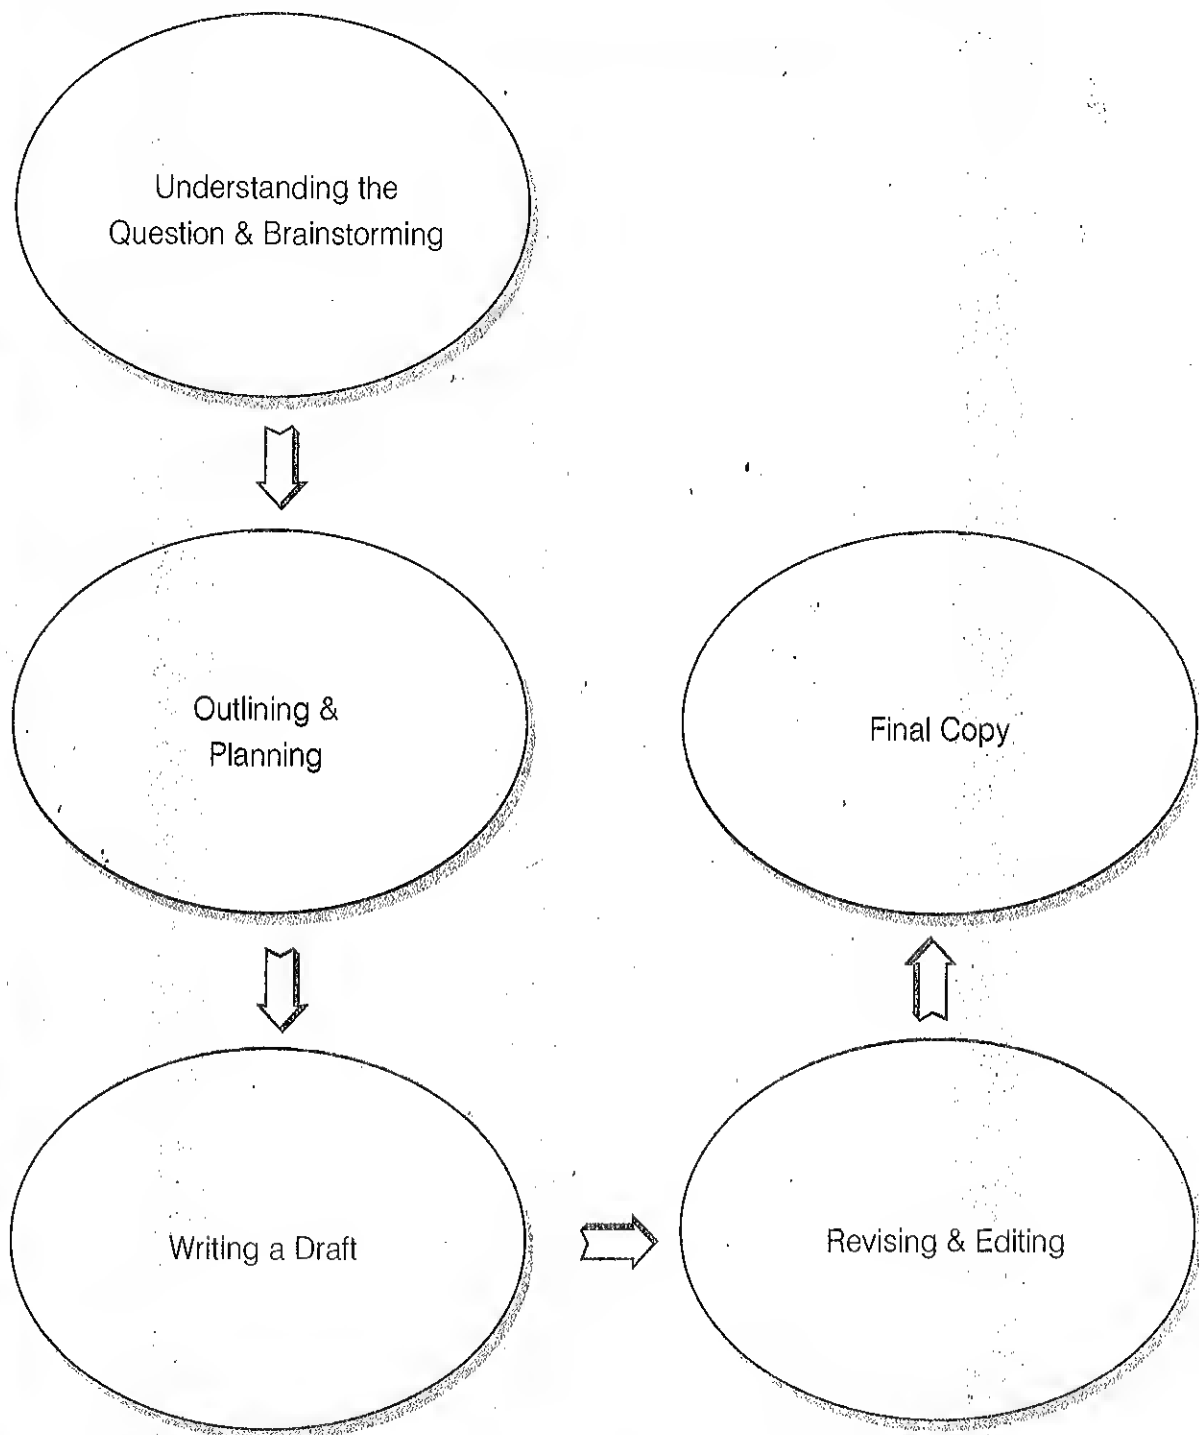 Understanding the
Question & Brainstorming
Outlining &
Planning
Writing a Draft
Revising & Editing
Final Copy